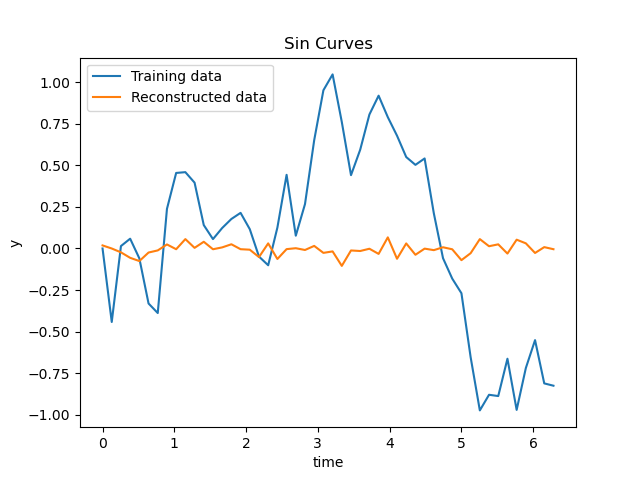 Sin Curves
Training data
Reconstructed data
1.00
0.75
0.50
0.25
0.00
−0.25
−0.50
−0.75
−1.00
y
0 1 2 3 4 5 6
time